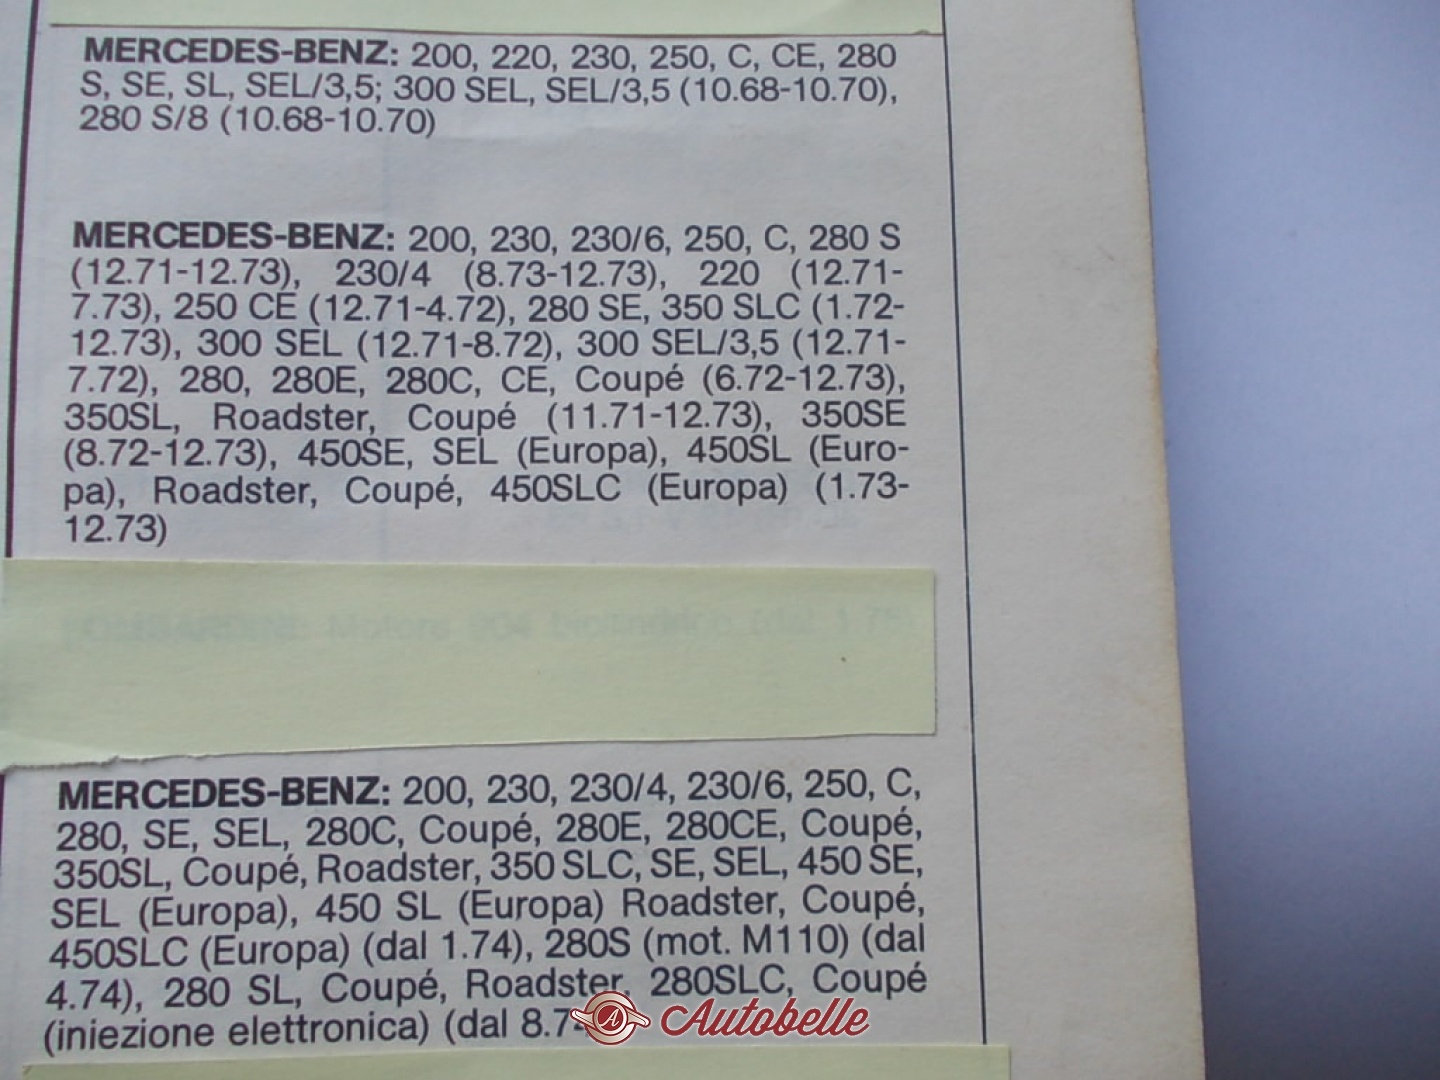 MERCEDES-BENZ: 200, 220, 230, 250, C, CE, 280
S, SE, SL, SEL/3,5; 300 SEL, SEL/3,5 (10.68-10.70),
280 S/8 (10.68-10.70)
MERCEDES-BENZ: 200, 230, 230/6, 250, C, 280 S
(12.71-12.73), 230/4 (8.73-12.73), 220 (12.71-
7.73), 250 CE (12.71-4.72), 280 SE, 350 SLC (1.72-
12.73), 300 SEL (12.71-8.72), 300 SEL/3,5 (12.71-
7.72), 280, 280E, 280C, CE, Coupé (6.72-12.73),
350SL, Roadster, Coupé (11.71-12.73), 350SE
(8.72-12.73), 450SE, SEL (Europa), 450SL (Euro-
pa), Roadster, Coupé, 450SLC (Europa) (1.73-
12.73)
MERCEDES-BENZ: 200, 230, 230/4, 230/6, 250, C,
280, SE, SEL, 280C, Coupé, 280E, 280CE, Coupé,
350SL, Coupé, Roadster, 350 SLC, SE, SEL, 450 SE,
SEL (Europa), 450 SL (Europa) Roadster, Coupé,
450SLC (Europa) (dal 1.74), 280S (mot. M110) (dal
4.74), 280 SL, Coupé, Roadster, 280SLC, Coupé
(iniezione elettronica) (dal
A Autobelle